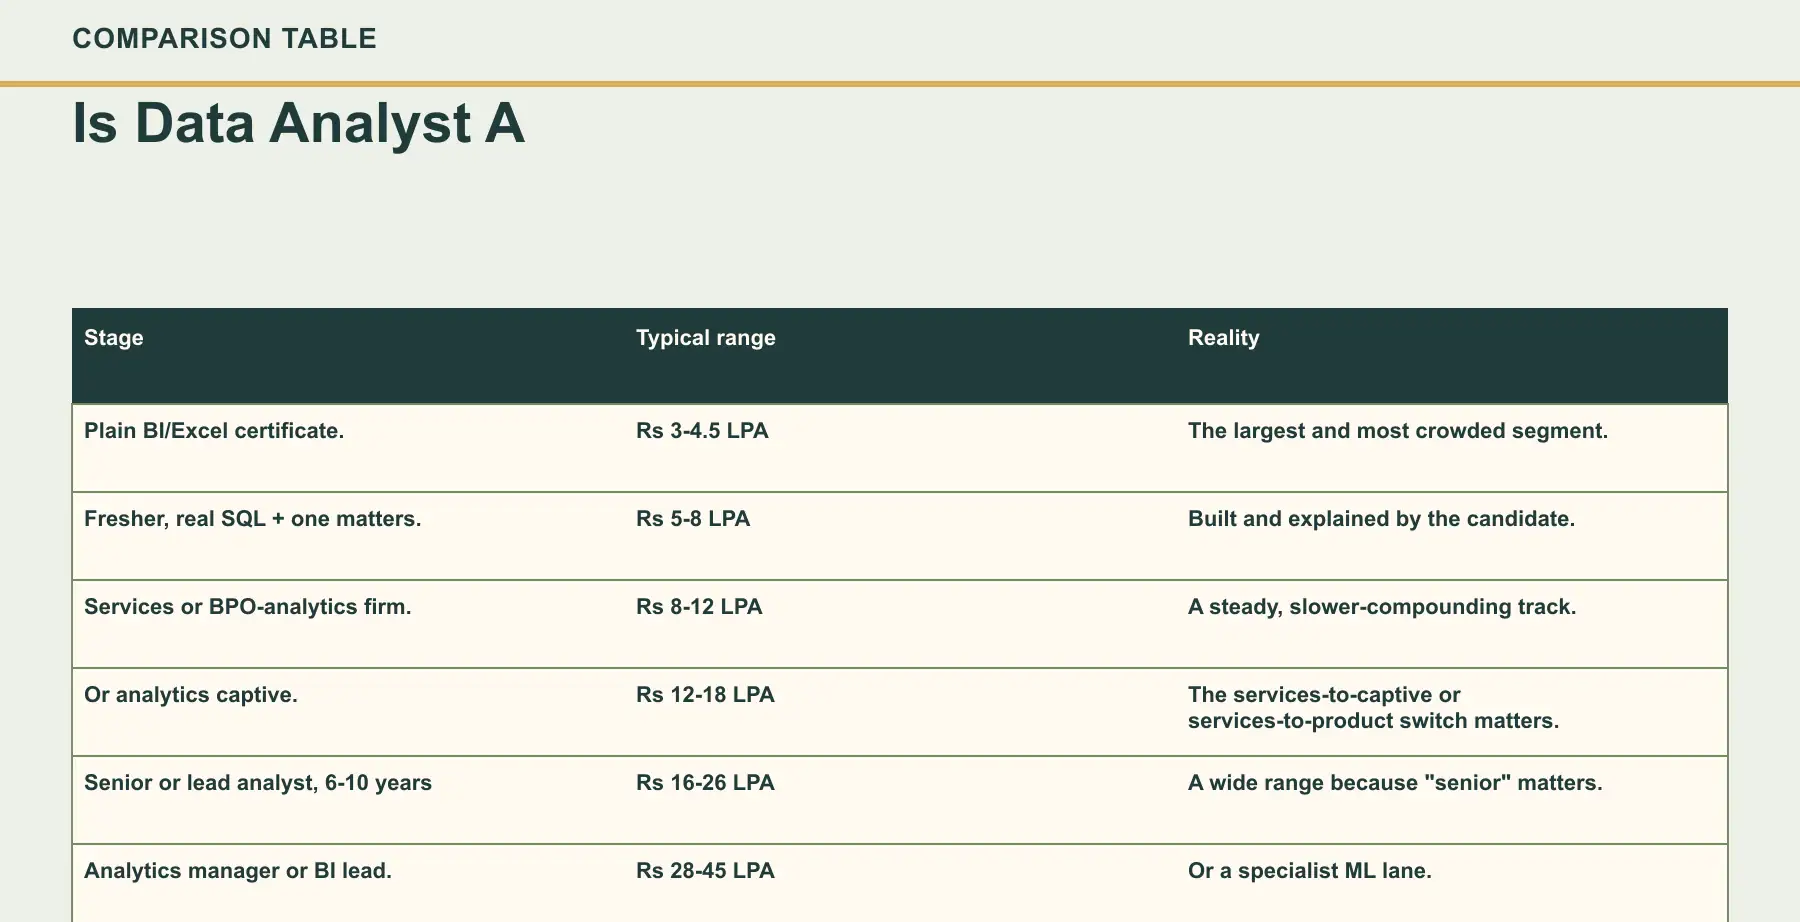 COMPARISON TABLE
Is Data Analyst A
Stage Typical range Reality
Plain BI/Excel certificate. Rs 3-4.5 LPA The largest and most crowded segment.
Fresher, real SQL + one matters. Rs 5-8 LPA Built and explained by the candidate.
Services or BPO-analytics firm. Rs 8-12 LPA A steady, slower-compounding track.
Or analytics captive. Rs 12-18 LPA The services-to-captive or
services-to-product switch matters.
Senior or lead analyst, 6-10 years Rs 16-26 LPA A wide range because "senior" matters.
Analytics manager or BI lead. Rs 28-45 LPA Or a specialist ML lane.